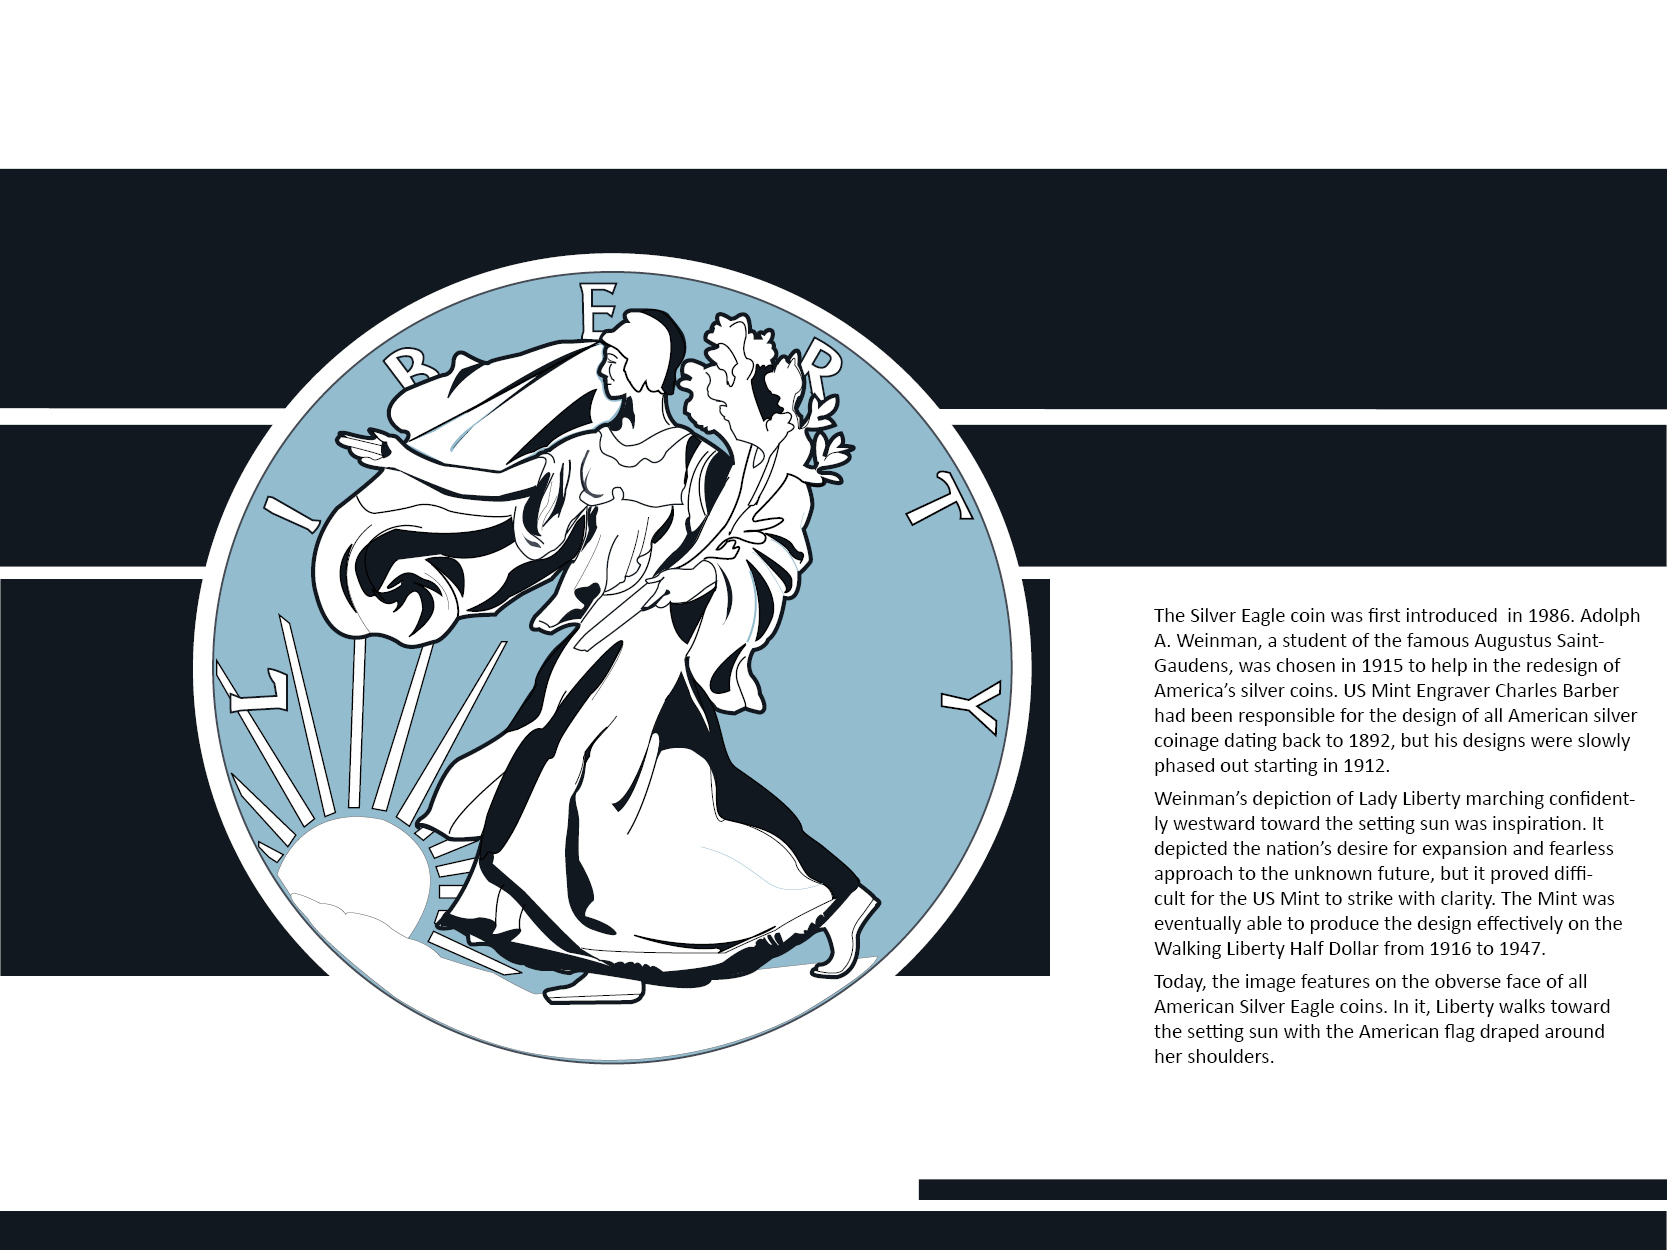 LIBERTY
The Silver Eagle coin was first introduced  in 1986. Adolph
A. Weinman, a student of the famous Augustus Saint-
Gaudens, was chosen in 1915 to help in the redesign of
America’s silver coins. US Mint Engraver Charles Barber
had been responsible for the design of all American silver
coinage dating back to 1892, but his designs were slowly
phased out starting in 1912.
Weinman’s depiction of Lady Liberty marching confident-
ly westward toward the setting sun was inspiration. It
depicted the nation’s desire for expansion and fearless
approach to the unknown future, but it proved diffi-
cult for the US Mint to strike with clarity. The Mint was
eventually able to produce the design effectively on the
Walking Liberty Half Dollar from 1916 to 1947.
Today, the image features on the obverse face of all
American Silver Eagle coins. In it, Liberty walks toward
the setting sun with the American flag draped around
her shoulders.